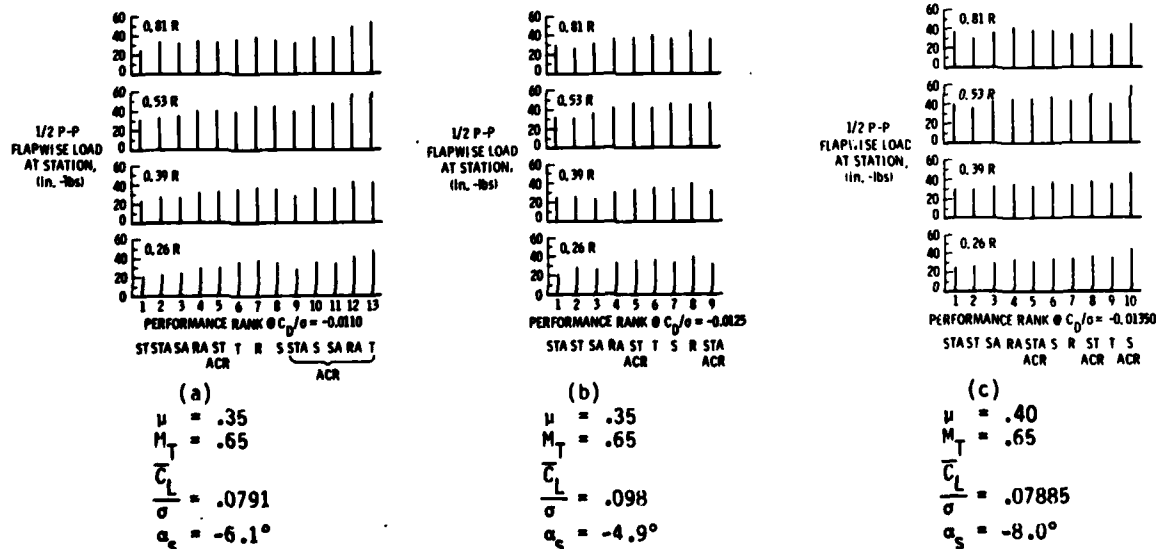 1/2 P-P
FLAPWISE LOAD
AT STATION,
(in. -lbs)
60
40
20
0
0.81 R
60
40
20
0
0.53 R
60
40
20
0
0.39 R
60
40
20
0
0.26 R
1 2 3 4 5 6 7 8 9 10 11 12 13
PERFORMANCE RANK @ C_D/σ = -0.0110
ST STA SA RA ST T R S STA S SA RA T
ACR ACR
(a)
μ = .35
M_T = .65
C̅_L/σ = .0791
α_s = -6.1°
1/2 P-P
FLAPWISE LOAD
AT STATION,
(in. -lbs)
60
40
20
0
0.81 R
60
40
20
0
0.53 R
60
40
20
0
0.39 R
60
40
20
0
0.26 R
1 2 3 4 5 6 7 8 9
PERFORMANCE RANK @ C_D/σ = -0.0125
STA ST SA RA ST T S R STA
ACR ACR
(b)
μ = .35
M_T = .65
C̅_L/σ = .098
α_s = -4.9°
1/2 P-P
FLAPWISE LOAD
AT STATION,
(in. -lbs)
60
40
20
0
0.81 R
60
40
20
0
0.53 R
60
40
20
0
0.39 R
60
40
20
0
0.26 R
1 2 3 4 5 6 7 8 9 10
PERFORMANCE RANK @ C_D/σ = -0.01350
STA ST SA RA STA S R ST T S
ACR ACR ACR
(c)
μ = .40
M_T = .65
C̅_L/σ = .07885
α_s = -8.0°